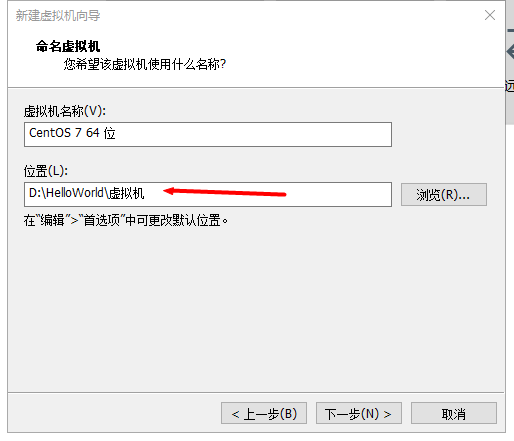 新建虚拟机向导
命名虚拟机
您希望该虚拟机使用什么名称?
远
虚拟机名称(V):
CentOS 7 64 位
位置(L):
D:\HelloWorld\虚拟机
浏览(R)...
在“编辑”>“首选项”中可更改默认位置。
< 上一步(B)
下一步(N) >
取消